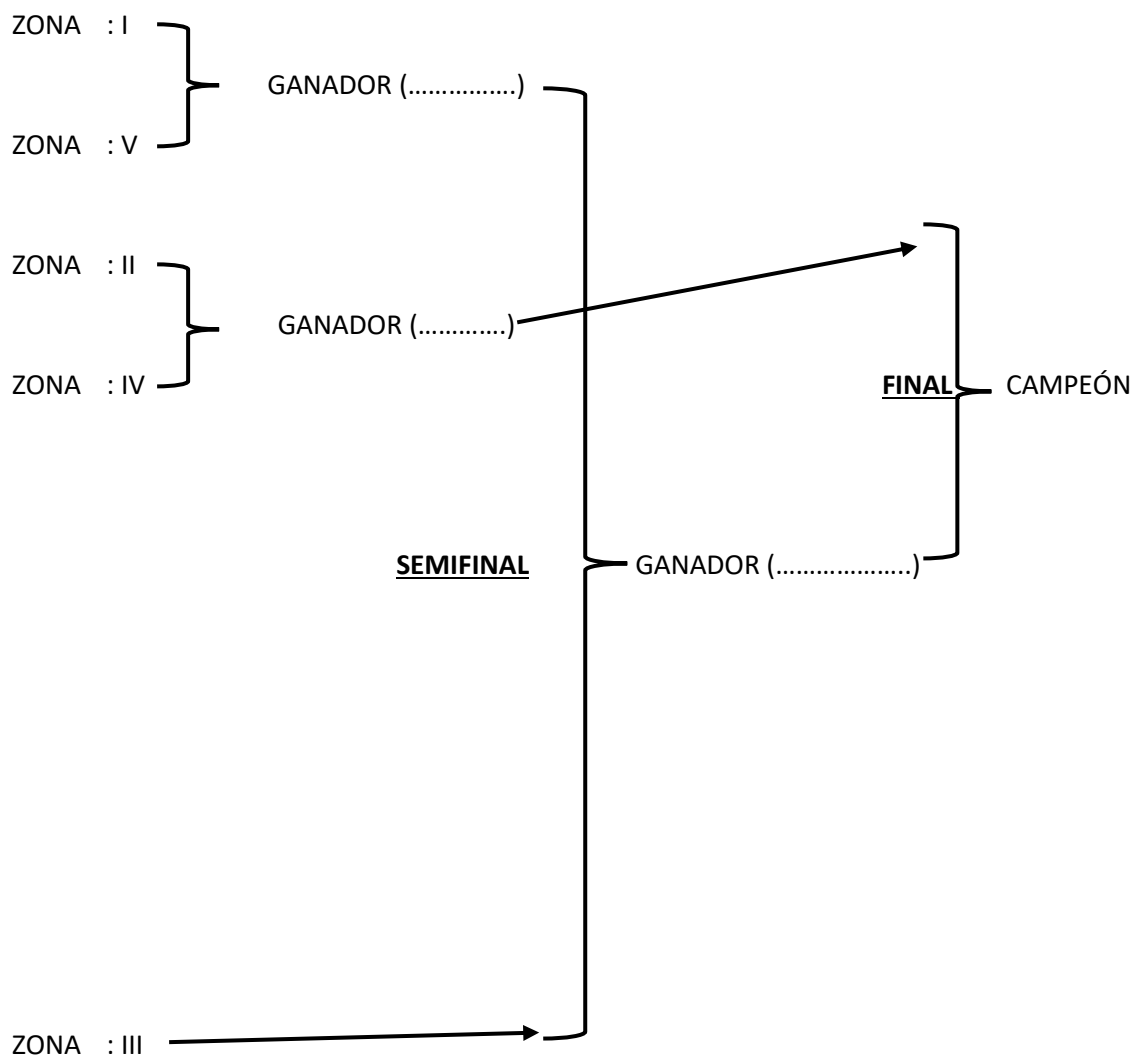 ZONA : I
GANADOR (…………….)
ZONA : V
ZONA : II
GANADOR (………….)
ZONA : IV
FINAL CAMPEÓN
SEMIFINAL GANADOR (………………..)
ZONA : III